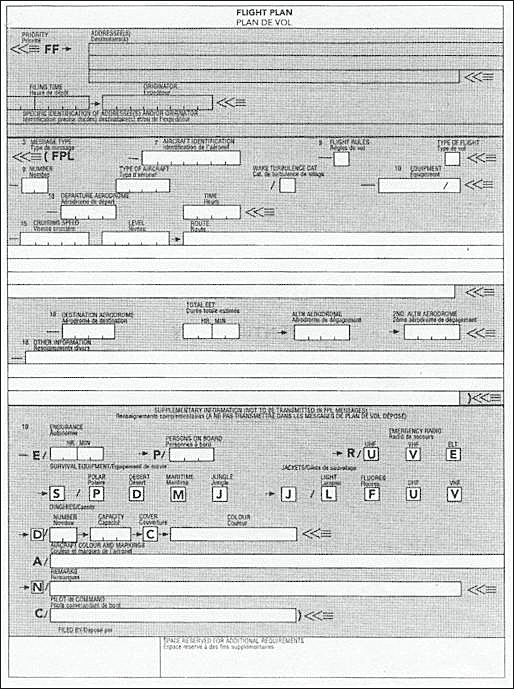 FLIGHT PLAN
PLAN DE VOL
PRIORITY
Priorité
ADDRESSEE(S)
Destinataire(s)
FF
FILING TIME
Heure de dépôt
ORIGINATOR
Expéditeur
SPECIFIC IDENTIFICATION OF ADDRESSEE(S) AND/OR ORIGINATOR
Identification précise du(des) destinataire(s) et/ou de l'expéditeur
3 MESSAGE TYPE
Type de message
7 AIRCRAFT IDENTIFICATION
Identification de l'aéronef
8 FLIGHT RULES
Règles de vol
TYPE OF FLIGHT
Type de vol
(FPL
9 NUMBER
Nombre
TYPE OF AIRCRAFT
Type d'aéronef
WAKE TURBULENCE CAT.
Cat. de turbulence de sillage
10 EQUIPMENT
Équipement
/
/
13 DEPARTURE AERODROME
Aérodrome de départ
TIME
Heure
15 CRUISING SPEED
Vitesse croisière
LEVEL
Niveau
ROUTE
Route
16 DESTINATION AERODROME
Aérodrome de destination
TOTAL EET
Durée totale estimée
HR. MIN
ALTN AERODROME
Aérodrome de dégagement
2ND. ALTN AERODROME
2ème aérodrome de dégagement
18 OTHER INFORMATION
Renseignements divers
)
SUPPLEMENTARY INFORMATION (NOT TO BE TRANSMITTED IN FPL MESSAGES)
Renseignements complémentaires (À NE PAS TRANSMETTRE DANS LES MESSAGES DE PLAN DE VOL DÉPOSÉ)
19 ENDURANCE
Autonomie
HR. MIN
PERSONS ON BOARD
Personnes à bord
EMERGENCY RADIO
Radio de secours
UHF VHF ELT
E/ P/ R/ U V E
SURVIVAL EQUIPMENT/Équipement de survie
JACKETS/Gilets de sauvetage
POLAR
Polaire
DESERT
Désert
MARITIME
Maritime
JUNGLE
Jungle
LIGHT
Lampes
FLUORES
Fluores
UHF VHF
S / P D M J J / L F U V
DINGHIES/Canots
NUMBER
Nombre
CAPACITY
Capacité
COVER
Couverture
COLOUR
Couleur
D / C
AIRCRAFT COLOUR AND MARKINGS
Couleur et marques de l'aéronef
A/
REMARKS
Remarques
N /
PILOT-IN-COMMAND
Pilote commandant de bord
C/ )
FILED BY/Déposé par
SPACE RESERVED FOR ADDITIONAL REQUIREMENTS
Espace réservé à des fins supplémentaires